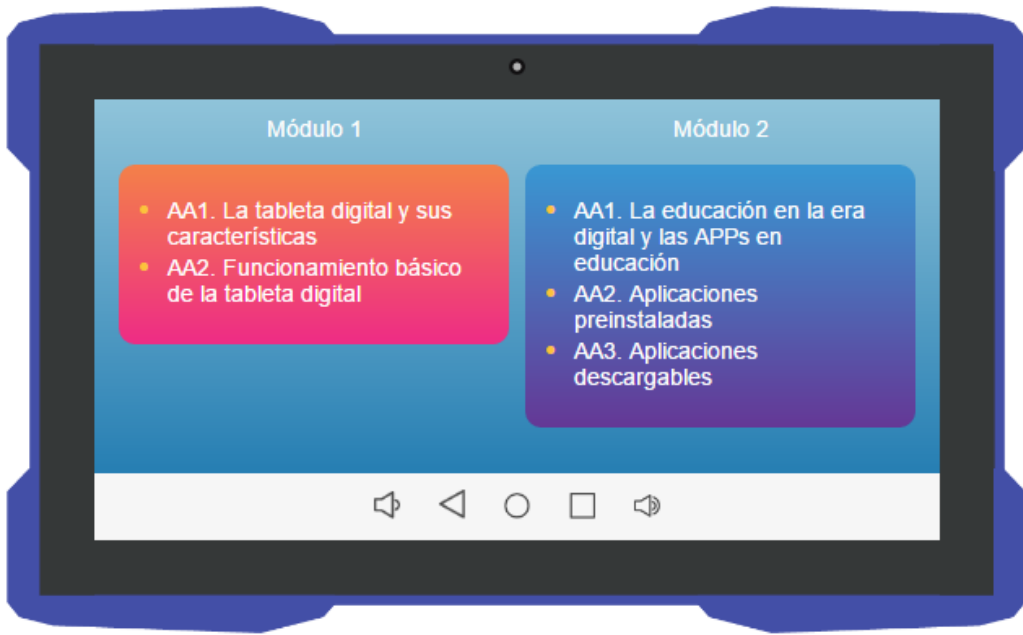 Módulo 1
AA1. La tableta digital y sus
características
AA2. Funcionamiento básico
de la tableta digital
Módulo 2
AA1. La educación en la era
digital y las APPs en
educación
AA2. Aplicaciones
preinstaladas
AA3. Aplicaciones
descargables